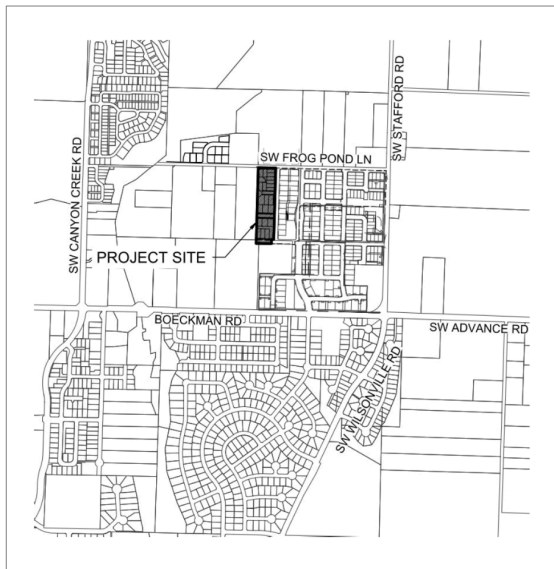 SW STAFFORD RD
SW FROG POND LN
SW CANYON CREEK RD
PROJECT SITE
BOECKMAN RD
SW ADVANCE RD
SW WILSONVILLE RD